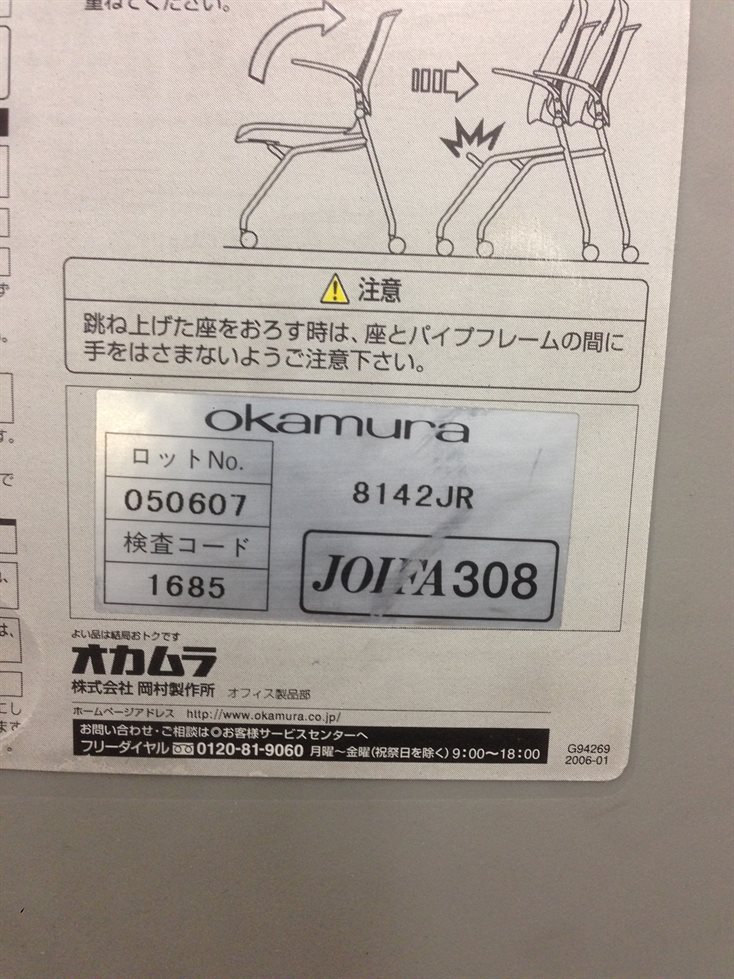 重ねてください。
注意
跳ね上げた座をおろす時は、座とパイプフレームの間に
手をはさまないようご注意下さい。
okamura
ロットNo.
050607
検査コード
1685
8142JR
JOIFA308
よい品は結局おトクです
オカムラ
株式会社 岡村製作所 オフィス製品部
ホームページアドレス http://www.okamura.co.jp/
お問い合わせ・ご相談は◎お客様サービスセンターへ
フリーダイヤル 0120-81-9060 月曜〜金曜(祝祭日を除く)9:00〜18:00
G94269
2006-01